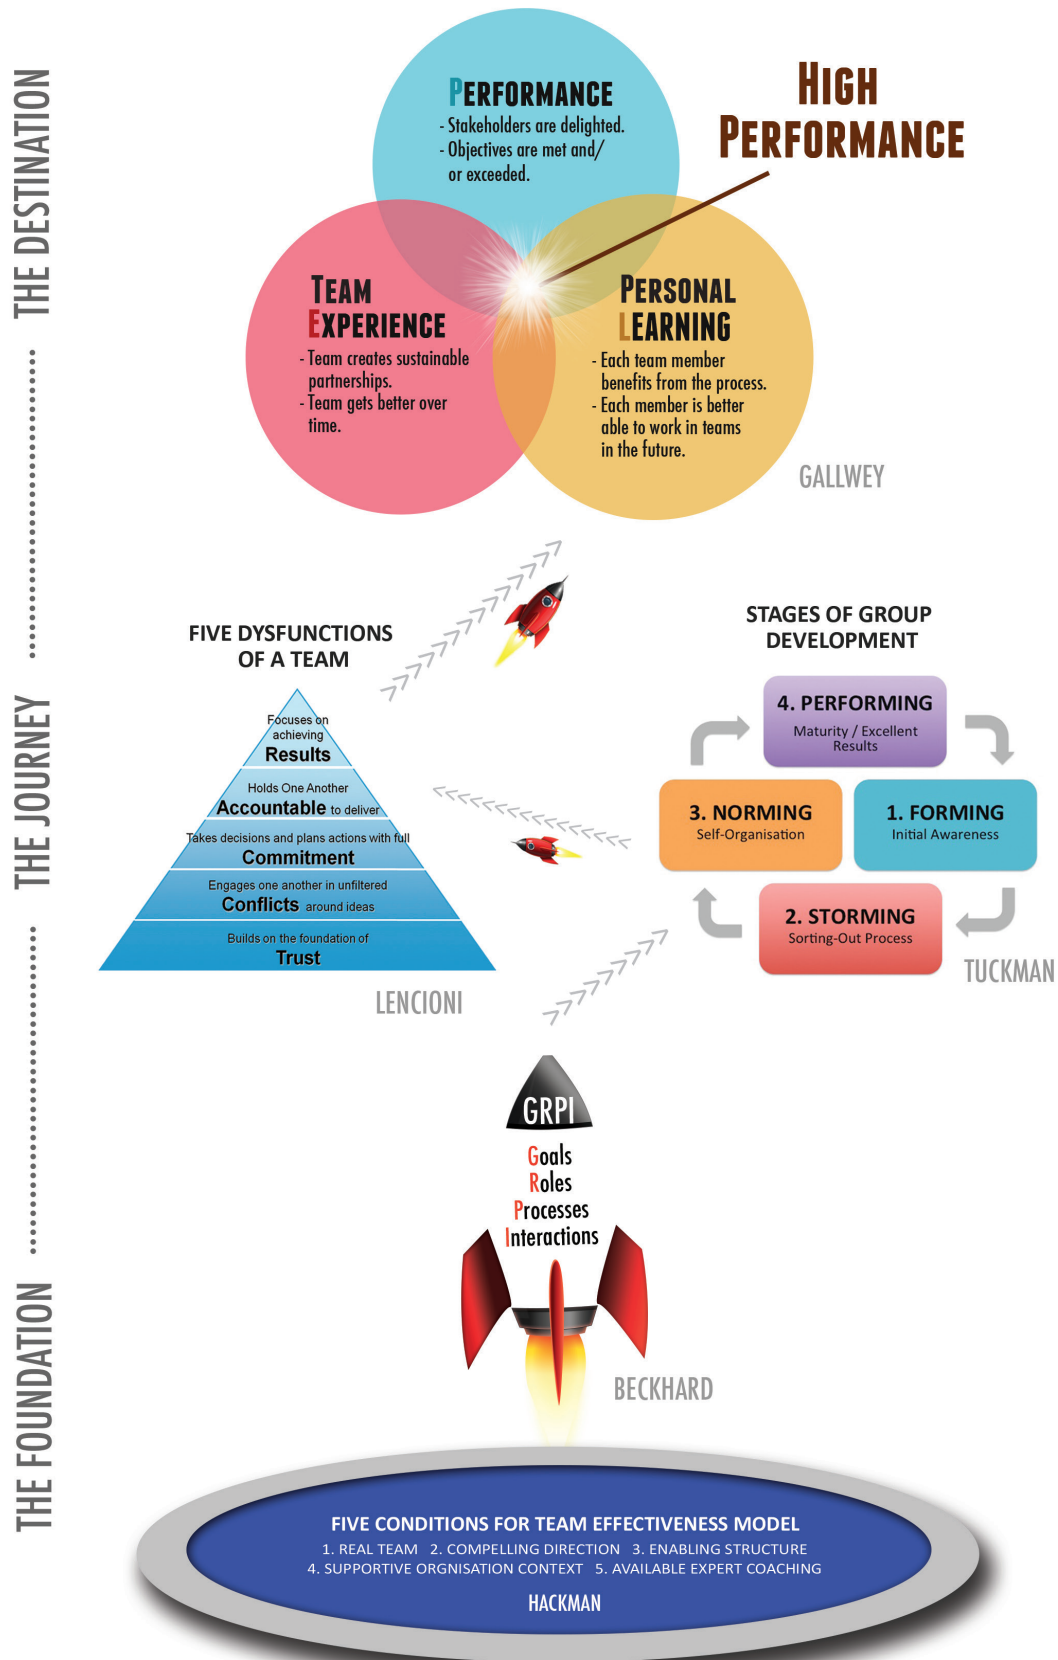 THE DESTINATION
THE JOURNEY
THE FOUNDATION
HIGH
PERFORMANCE
PERFORMANCE
- Stakeholders are delighted.
- Objectives are met and/
or exceeded.
TEAM
EXPERIENCE
- Team creates sustainable
partnerships.
- Team gets better over
time.
PERSONAL
LEARNING
- Each team member
benefits from the process.
- Each member is better
able to work in teams
in the future.
GALLWEY
FIVE DYSFUNCTIONS
OF A TEAM
Focuses on
achieving
Results
Holds One Another
Accountable to deliver
Takes decisions and plans actions with full
Commitment
Engages one another in unfiltered
Conflicts around ideas
Builds on the foundation of
Trust
LENCIONI
STAGES OF GROUP
DEVELOPMENT
4. PERFORMING
Maturity / Excellent
Results
3. NORMING
Self-Organisation
1. FORMING
Initial Awareness
2. STORMING
Sorting-Out Process
TUCKMAN
GRPI
Goals
Roles
Processes
Interactions
BECKHARD
FIVE CONDITIONS FOR TEAM EFFECTIVENESS MODEL
1. REAL TEAM 2. COMPELLING DIRECTION 3. ENABLING STRUCTURE
4. SUPPORTIVE ORGNISATION CONTEXT 5. AVAILABLE EXPERT COACHING
HACKMAN